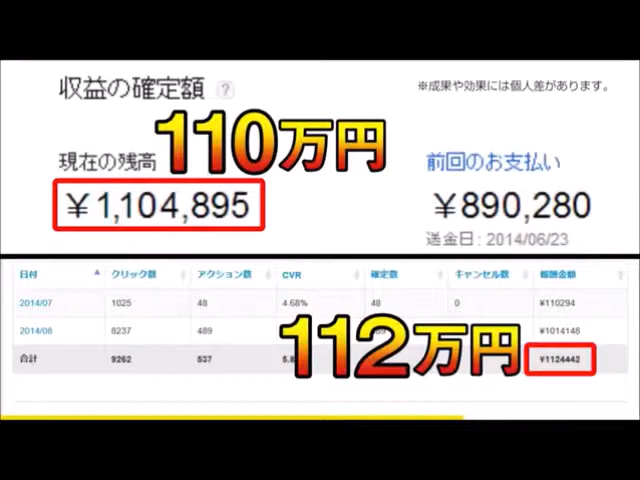 収益の確定額 ?
※成果や効果には個人差があります。
110万円
現在の残高
前回のお支払い
￥1,104,895
￥890,280
送金日: 2014/06/23
日付 クリック数 アクション数 CVR 確定数 キャンセル数 報酬金額
2014/07 1025 48 4.68% 48 0 ¥110294
2014/08 8237 489 ¥1014148
112万円
合計 9262 537 5.8 ¥1124442